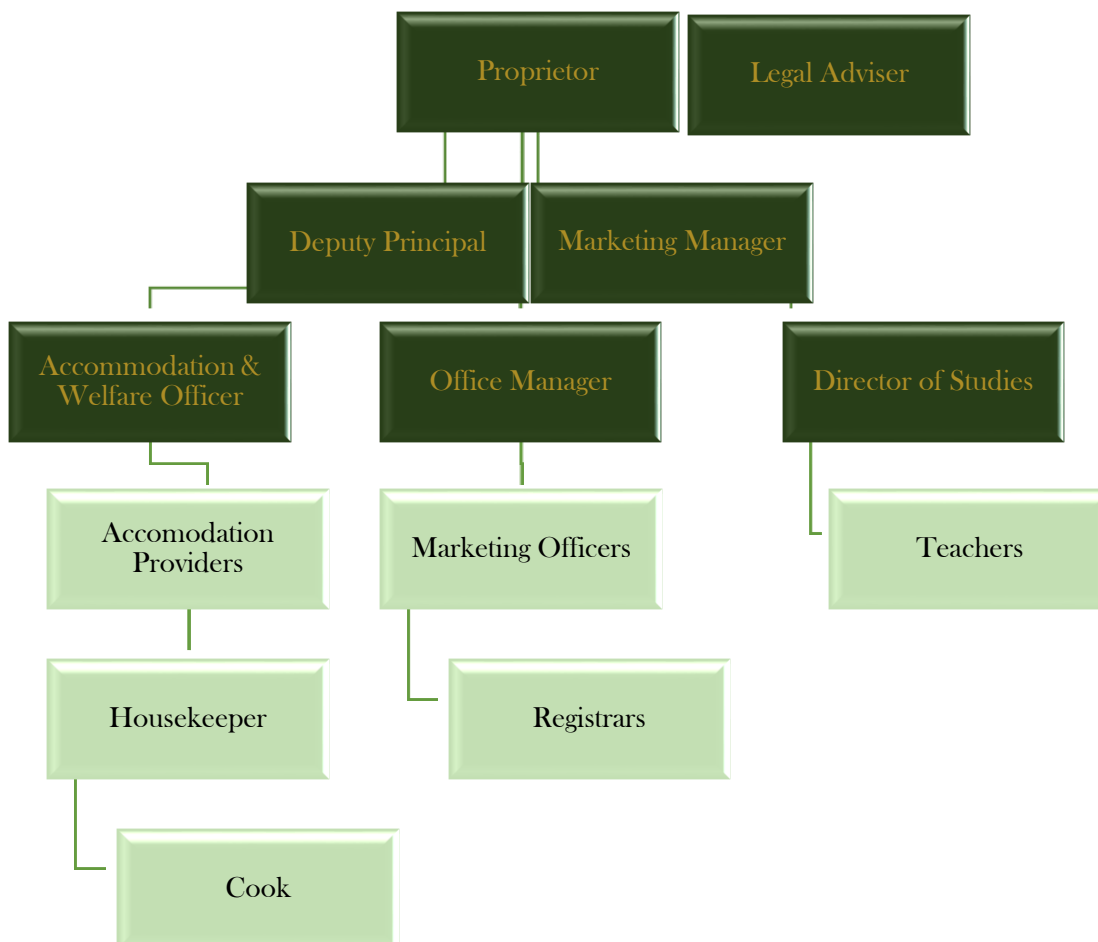 Proprietor
Legal Adviser
Deputy Principal
Marketing Manager
Accommodation &
Welfare Officer
Office Manager
Director of Studies
Accomodation
Providers
Marketing Officers
Teachers
Housekeeper
Registrars
Cook